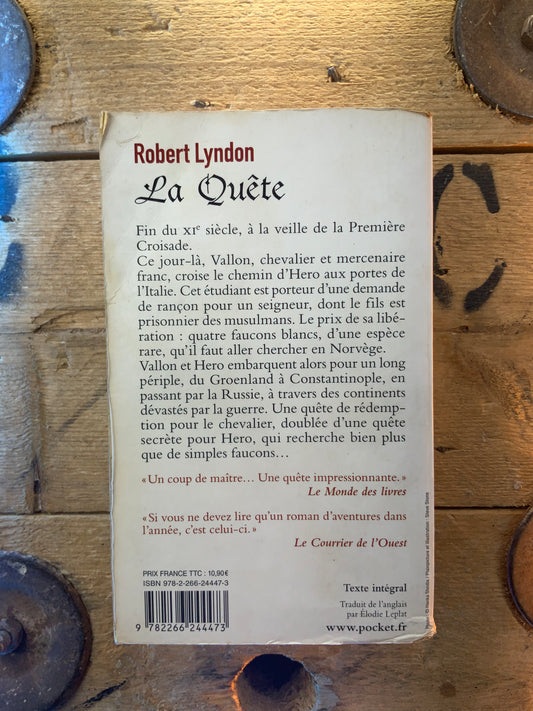 Robert Lyndon
La Quête
Fin du XIe siècle, à la veille de la Première
Croisade.
Ce jour-là, Vallon, chevalier et mercenaire
franc, croise le chemin d'Hero aux portes de
l'Italie. Cet étudiant est porteur d'une demande
de rançon pour un seigneur, dont le fils est
prisonnier des musulmans. Le prix de sa libé-
ration : quatre faucons blancs, d'une espèce
rare, qu'il faut aller chercher en Norvège.
Vallon et Hero embarquent alors pour un long
périple, du Groenland à Constantinople, en
passant par la Russie, à travers des continents
dévastés par la guerre. Une quête de rédemp-
tion pour le chevalier, doublée d'une quête
secrète pour Hero, qui recherche bien plus
que de simples faucons…
« Un coup de maître… Une quête impressionnante. »
Le Monde des livres
« Si vous ne devez lire qu'un roman d'aventures dans
l'année, c'est celui-ci. »
Le Courrier de l'Ouest
PRIX FRANCE TTC : 10,90€
ISBN 978-2-266-24447-3
9 782266 244473
Texte intégral
Traduit de l'anglais
par Élodie Leplat
www.pocket.fr